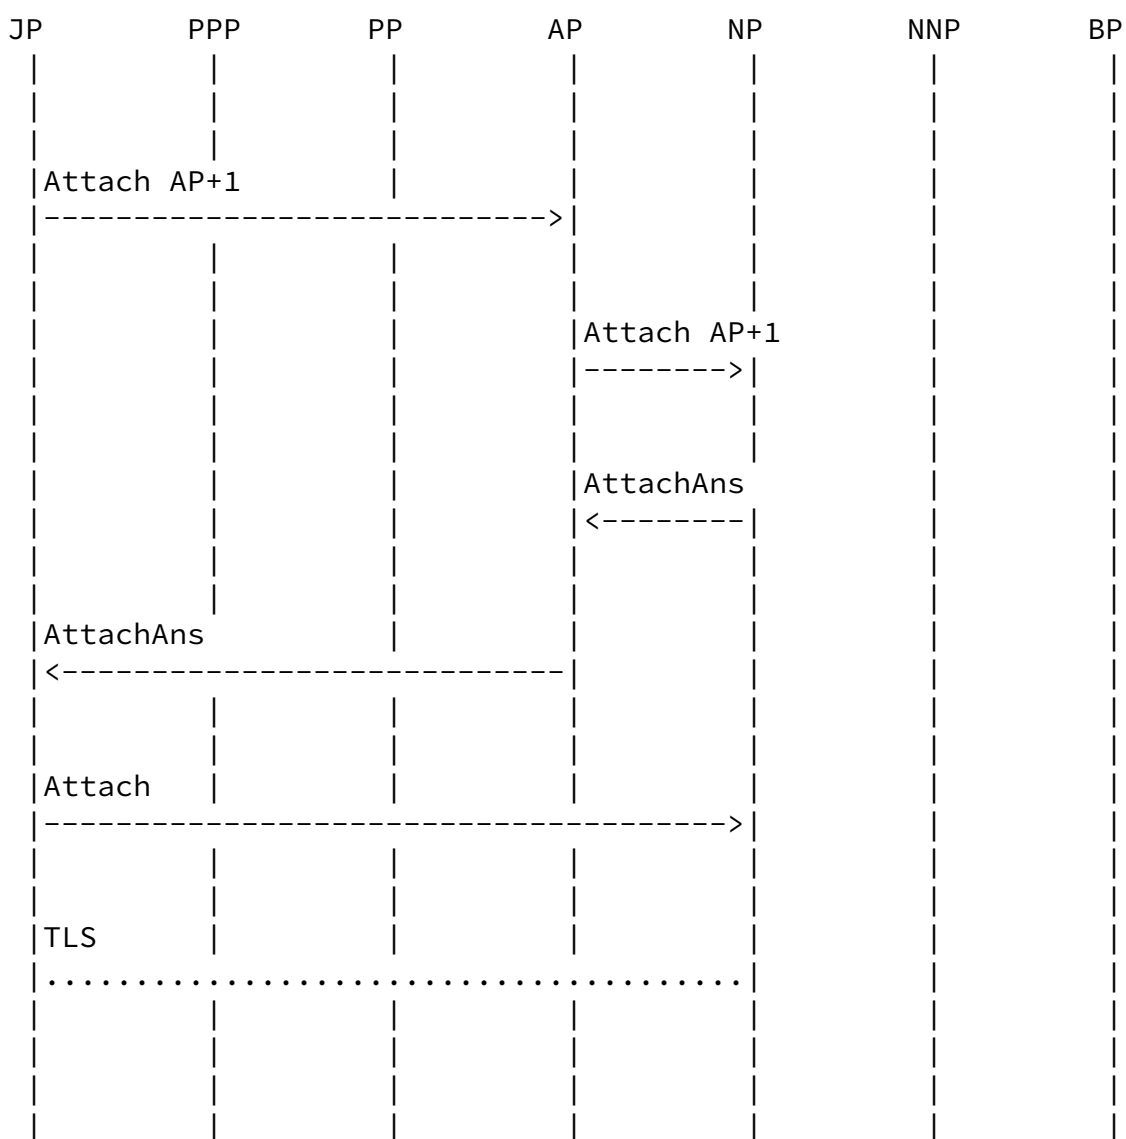 JP PPP PP AP NP NNP BP
Attach AP+1
Attach AP+1
AttachAns
AttachAns
Attach
TLS